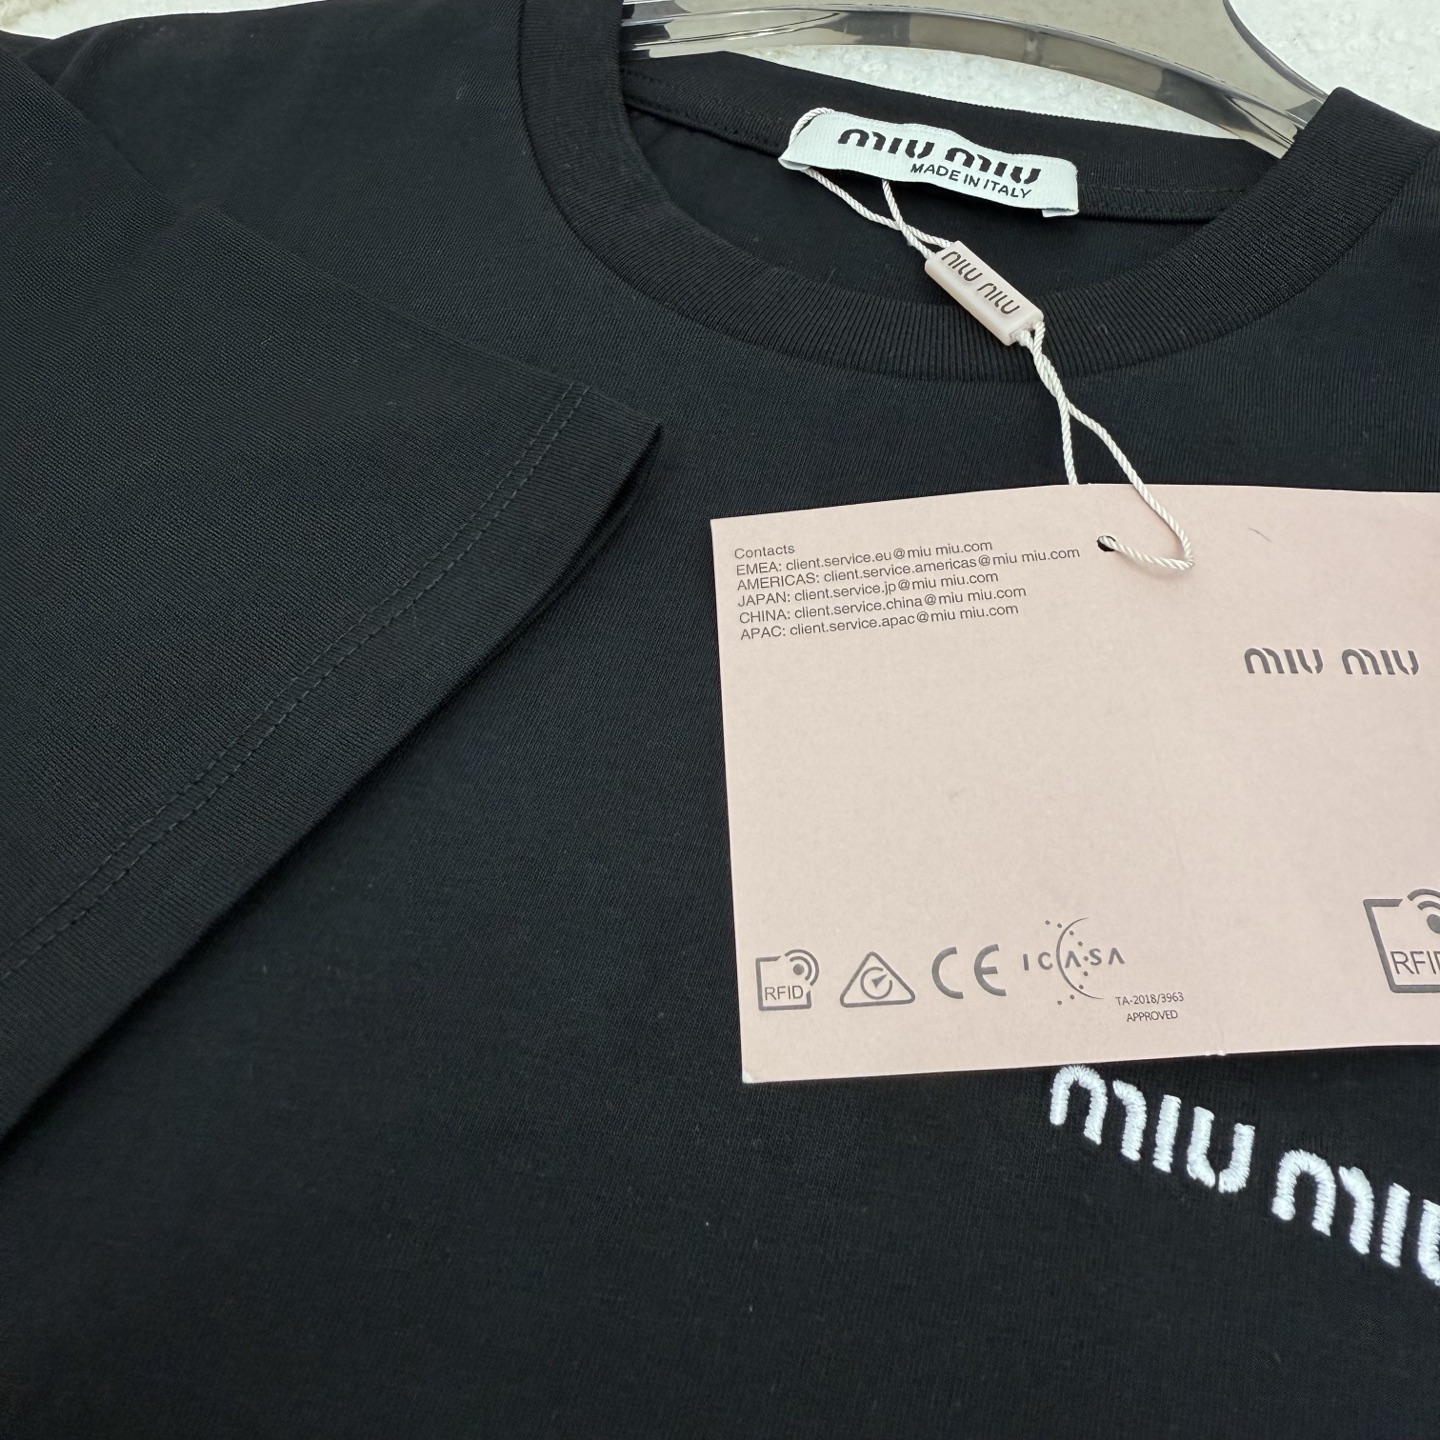 miu miu
MADE IN ITALY
miu miu
Contacts
EMEA: client.service.eu@miu miu.com
AMERICAS: client.service.americas@miu miu.com
JAPAN: client.service.jp@miu miu.com
CHINA: client.service.china@miu miu.com
APAC: client.service.apac@miu miu.com
miu miu
RFID
CE
ICASA
TA-2018/3963
APPROVED
RFID
miu miu